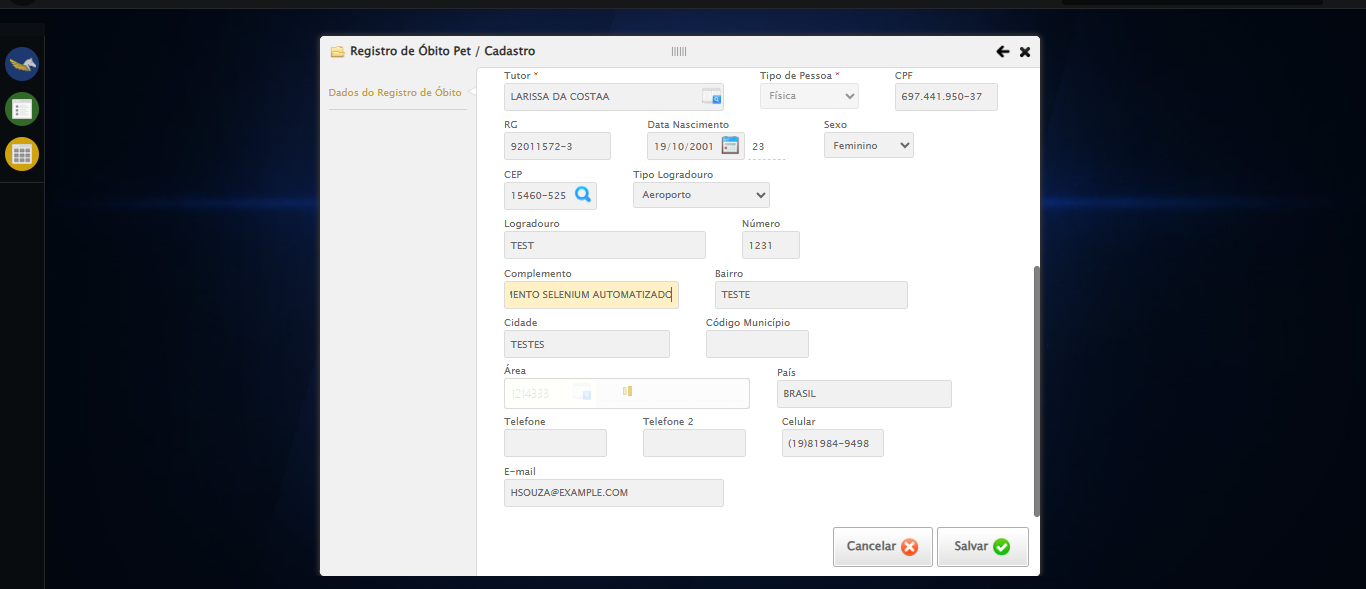 Registro de Óbito Pet / Cadastro
Dados do Registro de Óbito
Tutor * Tipo de Pessoa * CPF
LARISSA DA COSTAA Física 697.441.950-37
RG Data Nascimento Sexo
92011572-3 19/10/2001 23 Feminino
CEP Tipo Logradouro
15460-525 Aeroporto
Logradouro Número
TEST 1231
Complemento Bairro
MENTO SELENIUM AUTOMATIZADO TESTE
Cidade Código Município
TESTES
Área País
1214333 BRASIL
Telefone Telefone 2 Celular
(19)81984-9498
E-mail
HSOUZA@EXAMPLE.COM
Cancelar Salvar